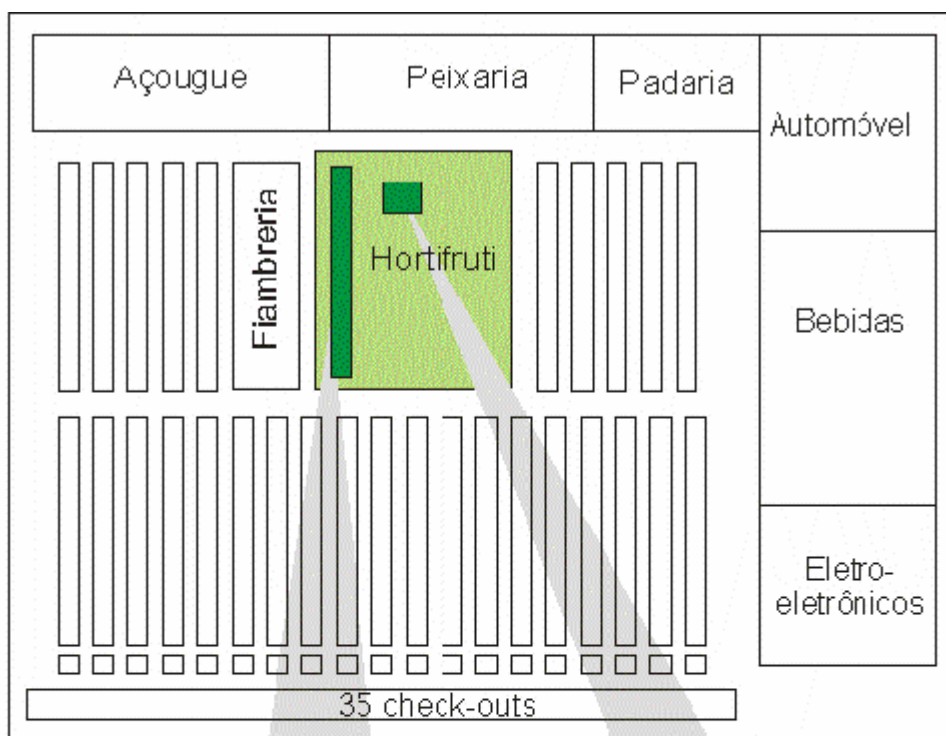 Açougue
Peixaria
Padaria
Automóvel
Fiambreria
Hortifruti
Bebidas
Eletro-
eletrônicos
35 check-outs